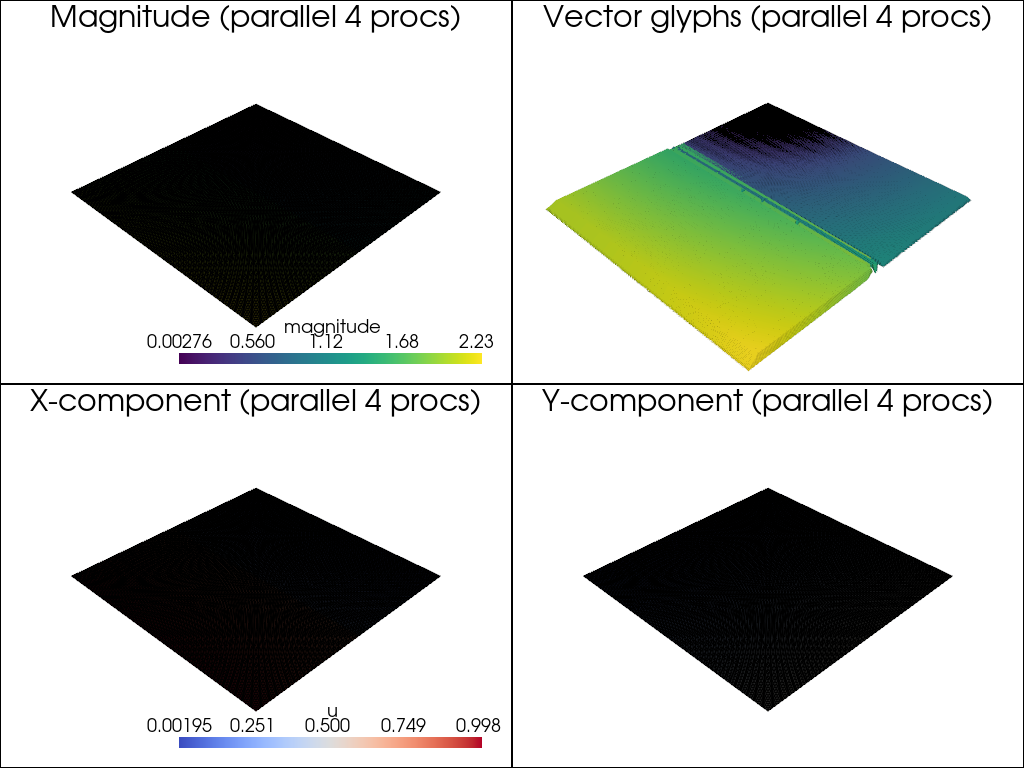 Magnitude (parallel 4 procs)
Vector glyphs (parallel 4 procs)
magnitude
0.00276 0.560 1.12 1.68 2.23
X-component (parallel 4 procs)
Y-component (parallel 4 procs)
u
0.00195 0.251 0.500 0.749 0.998